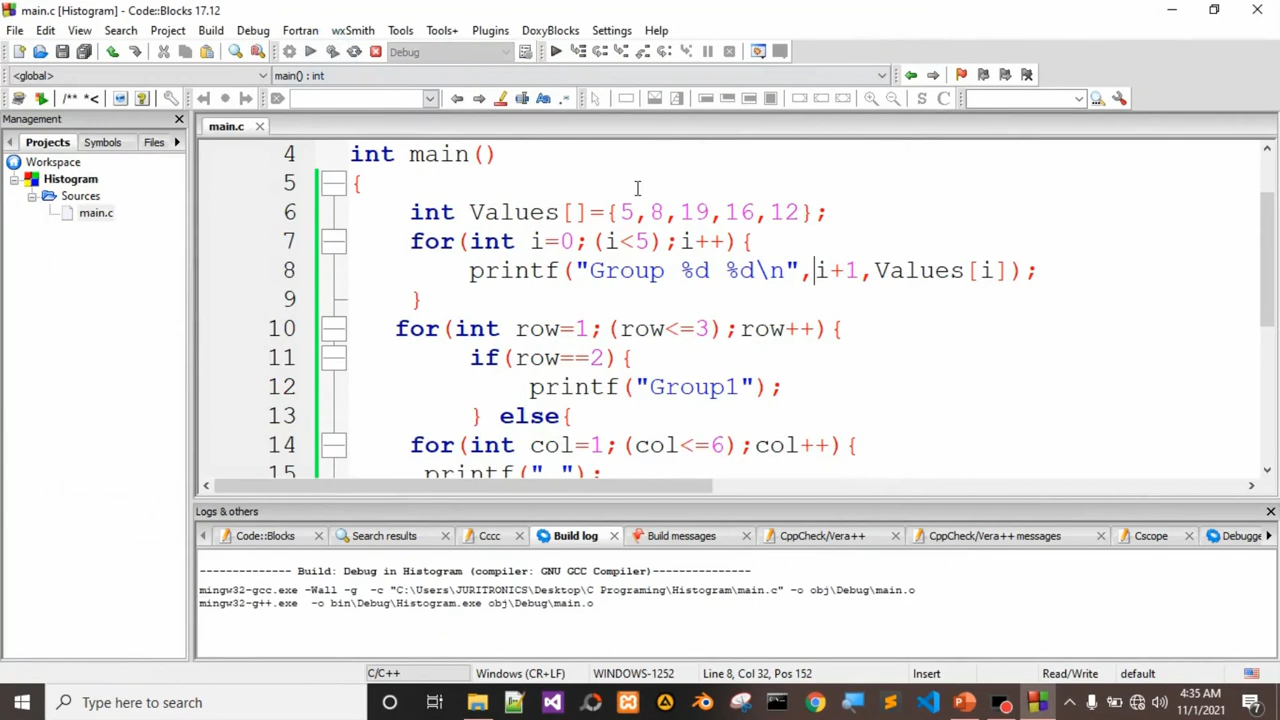 main.c [Histogram] - Code::Blocks 17.12
File Edit View Search Project Build Debug Fortran wxSmith Tools Tools+ Plugins DoxyBlocks Settings Help
Debug
<global> main() : int
/** *< S C
Management
main.c
Projects Symbols Files
Workspace
Histogram
Sources
main.c
4 int main()
5 {
6 int Values[]={5,8,19,16,12};
7 for(int i=0;(i<5);i++){
8 printf("Group %d %d\n",i+1,Values[i]);
9 }
10 for(int row=1;(row<=3);row++){
11 if(row==2){
12 printf("Group1");
13 } else{
14 for(int col=1;(col<=6);col++){
15 printf(" ");
Logs & others
Code::Blocks Search results Cccc Build log Build messages CppCheck/Vera++ CppCheck/Vera++ messages Cscope Debugge
-------------- Build: Debug in Histogram (compiler: GNU GCC Compiler)---------------
mingw32-gcc.exe -Wall -g -c "C:\Users\JURITRONICS\Desktop\C Programing\Histogram\main.c" -o obj\Debug\main.o
mingw32-g++.exe -o bin\Debug\Histogram.exe obj\Debug\main.o
C/C++ Windows (CR+LF) WINDOWS-1252 Line 8, Col 32, Pos 152 Insert Read/Write default
Type here to search
4:35 AM
11/1/2021
7